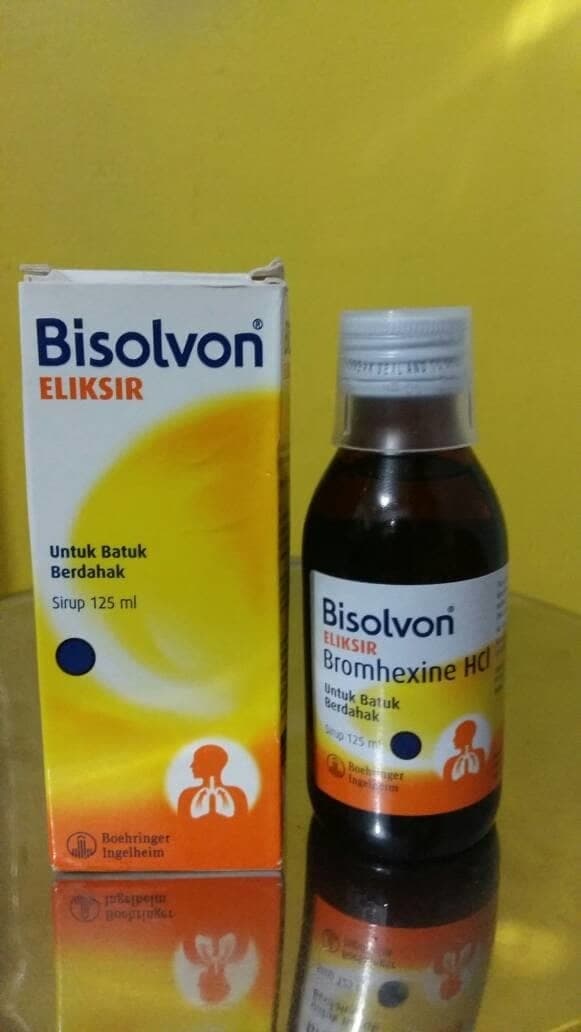 Bisolvon®
ELIKSIR
Untuk Batuk
Berdahak
Sirup 125 ml
Boehringer
Ingelheim
Bisolvon®
ELIKSIR
Bromhexine HCl
Untuk Batuk
Berdahak
Sirup 125 ml
Boehringer
Ingelheim